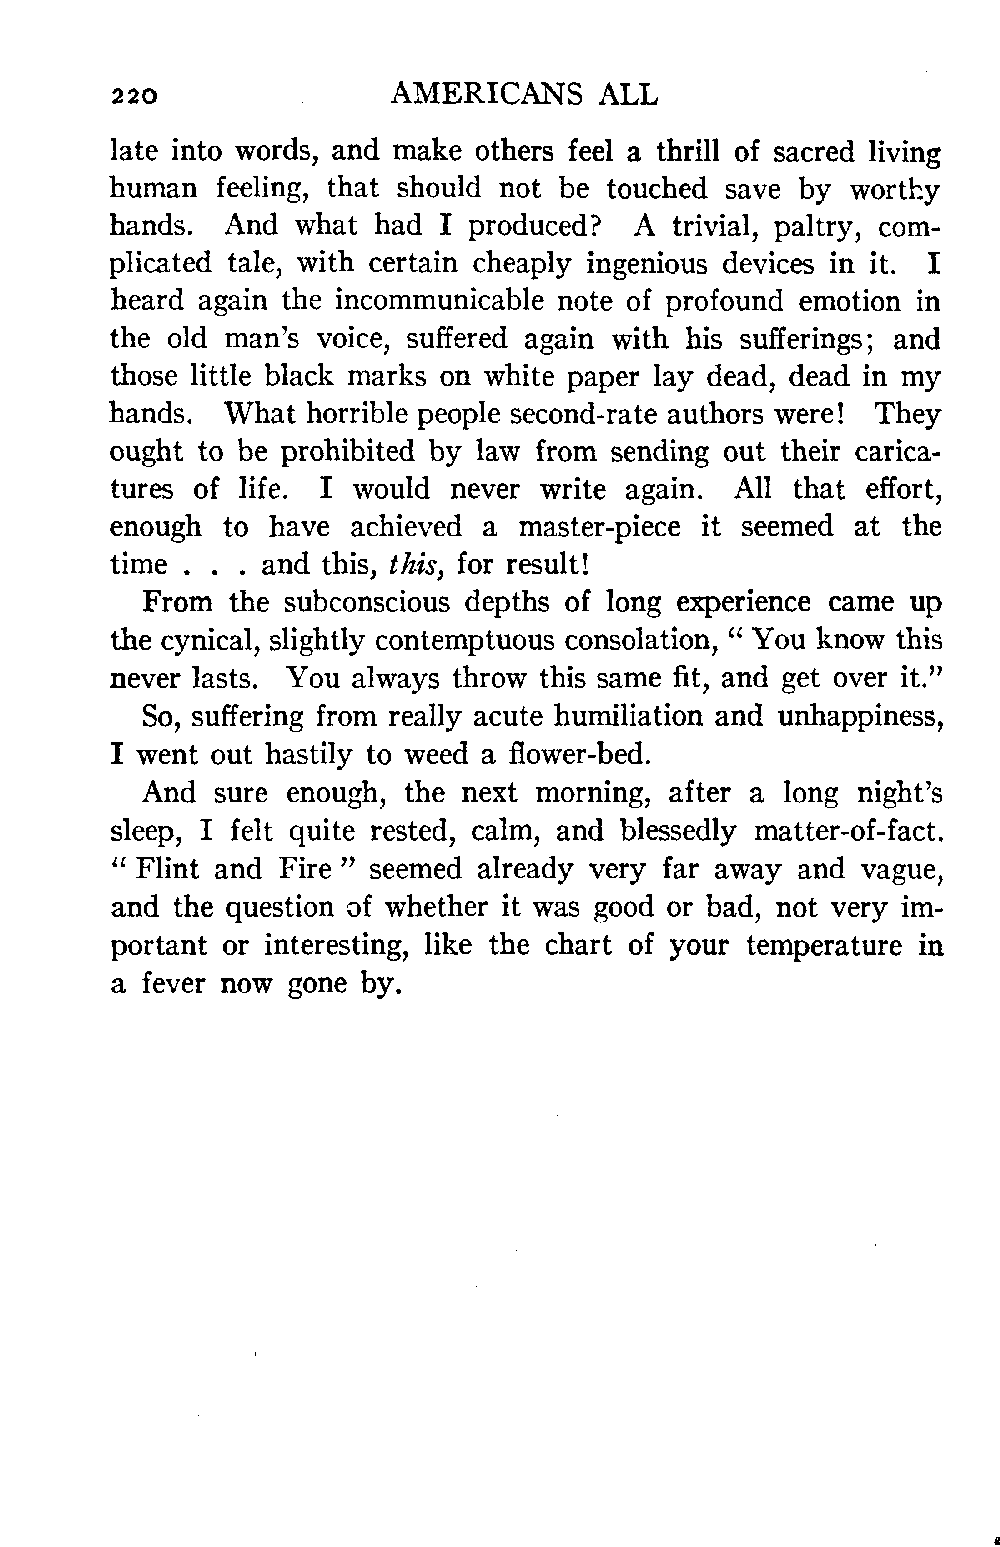 220 AMERICANS ALL
late into words, and make others feel a thrill of sacred living
human feeling, that should not be touched save by worthy
hands. And what had I produced? A trivial, paltry, com-
plicated tale, with certain cheaply ingenious devices in it. I
heard again the incommunicable note of profound emotion in
the old man's voice, suffered again with his sufferings; and
those little black marks on white paper lay dead, dead in my
hands. What horrible people second-rate authors were! They
ought to be prohibited by law from sending out their carica-
tures of life. I would never write again. All that effort,
enough to have achieved a master-piece it seemed at the
time . . . and this, this, for result!
From the subconscious depths of long experience came up
the cynical, slightly contemptuous consolation, “ You know this
never lasts. You always throw this same fit, and get over it.”
So, suffering from really acute humiliation and unhappiness,
I went out hastily to weed a flower-bed.
And sure enough, the next morning, after a long night's
sleep, I felt quite rested, calm, and blessedly matter-of-fact.
“ Flint and Fire ” seemed already very far away and vague,
and the question of whether it was good or bad, not very im-
portant or interesting, like the chart of your temperature in
a fever now gone by.